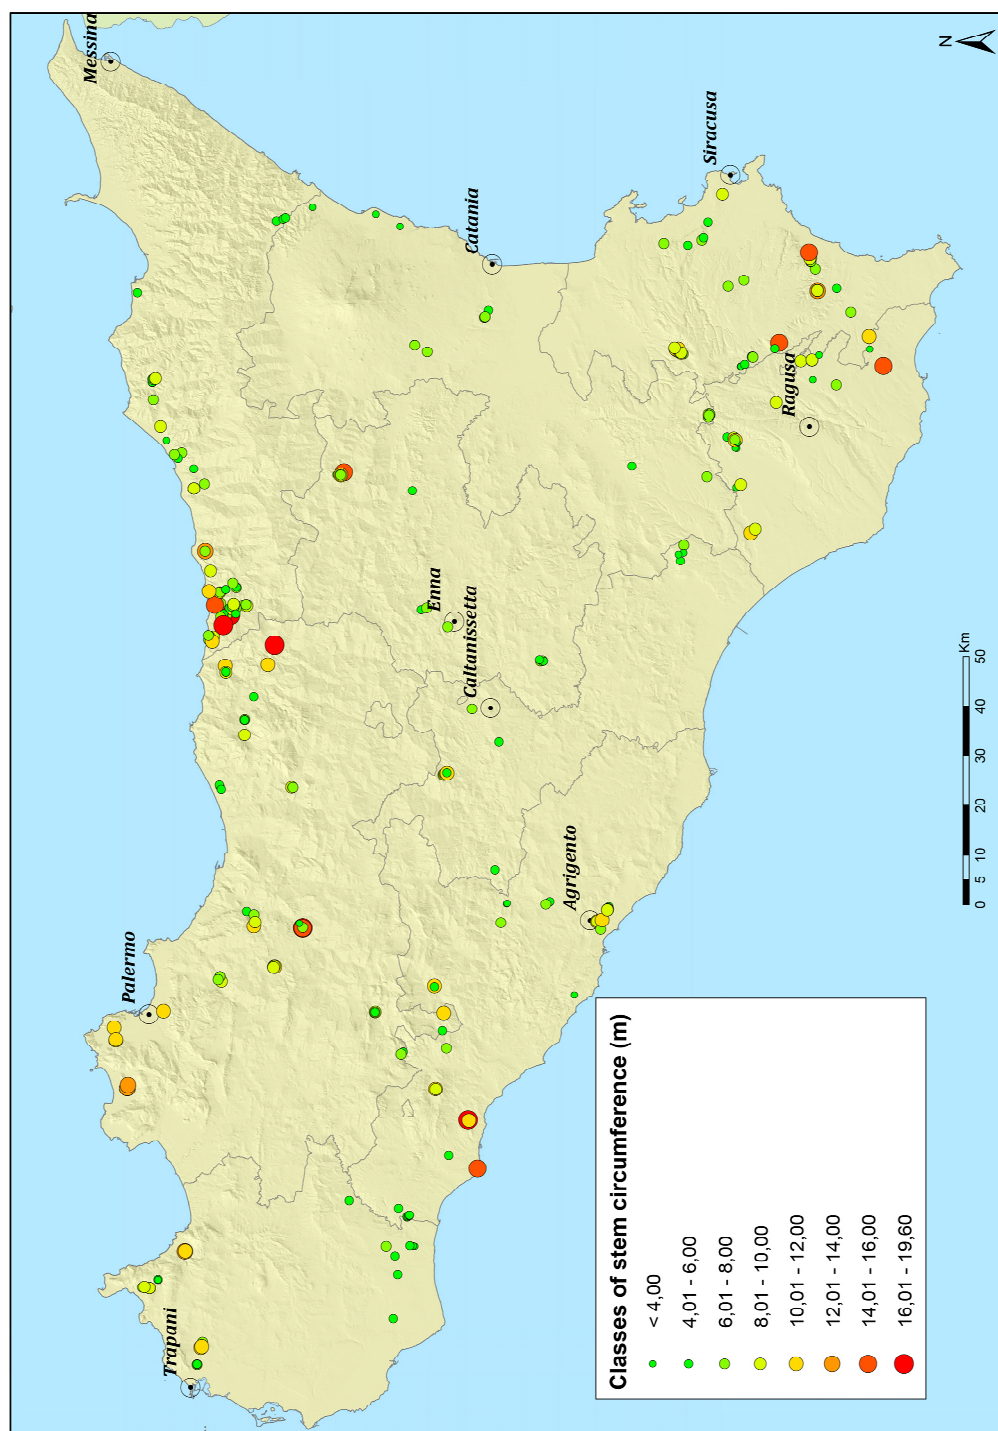 Messina
N
Palermo
Trapani
Catania
Siracusa
Enna
Caltanissetta
Ragusa
Agrigento
Classes of stem circumference (m)
< 4,00
4,01 - 6,00
6,01 - 8,00
8,01 - 10,00
10,01 - 12,00
12,01 - 14,00
14,01 - 16,00
16,01 - 19,60
0 5 10 20 30 40 50
Km